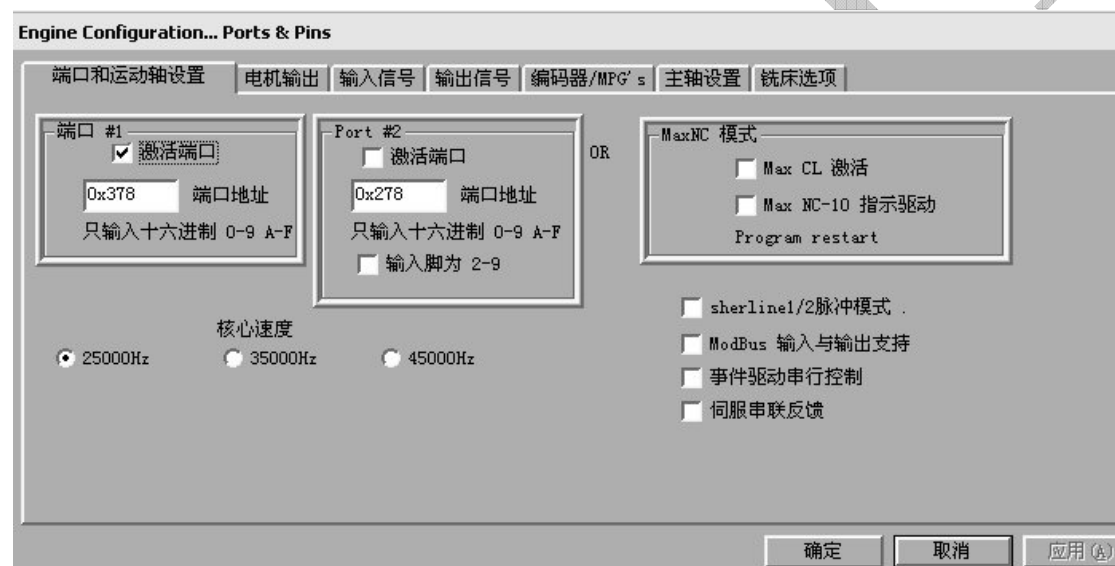 Engine Configuration... Ports & Pins
端口和运动轴设置 电机输出 输入信号 输出信号 编码器/MPG's 主轴设置 铣床选项
端口 #1
激活端口
0x378 端口地址
只输入十六进制 0-9 A-F
Port #2
激活端口
0x278 端口地址
只输入十六进制 0-9 A-F
输入脚为 2-9
OR
MaxNC 模式
Max CL 激活
Max NC-10 指示驱动
Program restart
核心速度
25000Hz 35000Hz 45000Hz
sherline1/2脉冲模式 .
ModBus 输入与输出支持
事件驱动串行控制
伺服串联反馈
确定 取消 应用(A)